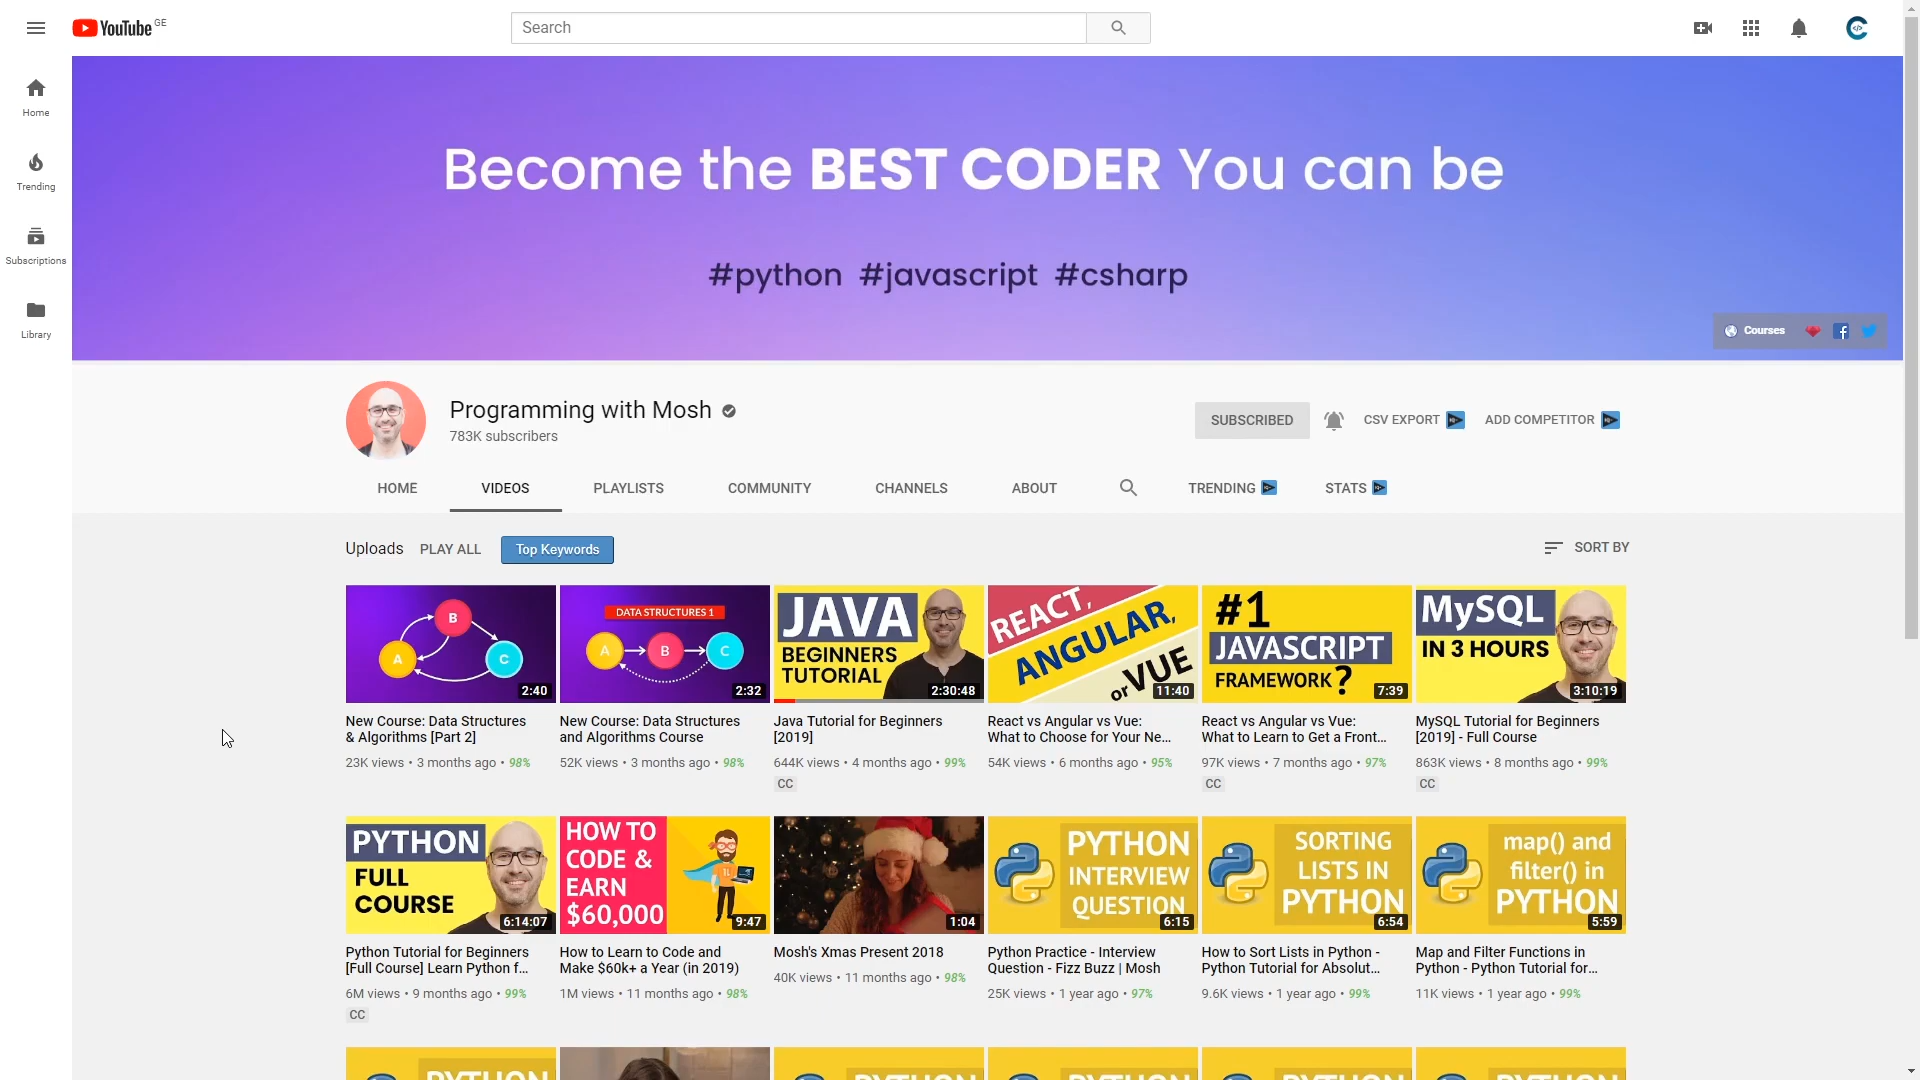 YouTube GE
Search
Home
Trending
Subscriptions
Library
Become the BEST CODER You can be
#python #javascript #csharp
Courses
Programming with Mosh
783K subscribers
SUBSCRIBED
CSV EXPORT
ADD COMPETITOR
HOME
VIDEOS
PLAYLISTS
COMMUNITY
CHANNELS
ABOUT
TRENDING
STATS
Uploads
PLAY ALL
Top Keywords
SORT BY
B
A
C
2:40
New Course: Data Structures
& Algorithms [Part 2]
23K views • 3 months ago • 98%
DATA STRUCTURES 1
A
B
C
2:32
New Course: Data Structures
and Algorithms Course
52K views • 3 months ago • 98%
JAVA
BEGINNERS
TUTORIAL
2:30:48
Java Tutorial for Beginners
[2019]
644K views • 4 months ago • 99%
CC
REACT,
ANGULAR,
or VUE
11:40
React vs Angular vs Vue:
What to Choose for Your Ne...
54K views • 6 months ago • 95%
#1
JAVASCRIPT
FRAMEWORK?
7:39
React vs Angular vs Vue:
What to Learn to Get a Front...
97K views • 7 months ago • 97%
CC
MySQL
IN 3 HOURS
3:10:19
MySQL Tutorial for Beginners
[2019] - Full Course
863K views • 8 months ago • 99%
CC
PYTHON
FULL
COURSE
6:14:07
Python Tutorial for Beginners
[Full Course] Learn Python f...
6M views • 9 months ago • 99%
CC
HOW TO
CODE &
EARN
$60,000
9:47
How to Learn to Code and
Make $60k+ a Year (in 2019)
1M views • 11 months ago • 98%
1:04
Mosh's Xmas Present 2018
40K views • 11 months ago • 98%
PYTHON
INTERVIEW
QUESTION
6:15
Python Practice - Interview
Question - Fizz Buzz | Mosh
25K views • 1 year ago • 97%
SORTING
LISTS IN
PYTHON
6:54
How to Sort Lists in Python -
Python Tutorial for Absolut...
9.6K views • 1 year ago • 99%
map() and
filter() in
PYTHON
5:59
Map and Filter Functions in
Python - Python Tutorial for...
11K views • 1 year ago • 99%
PYTHON
PYTHON
PYTHON
PYTHON
PYTHON